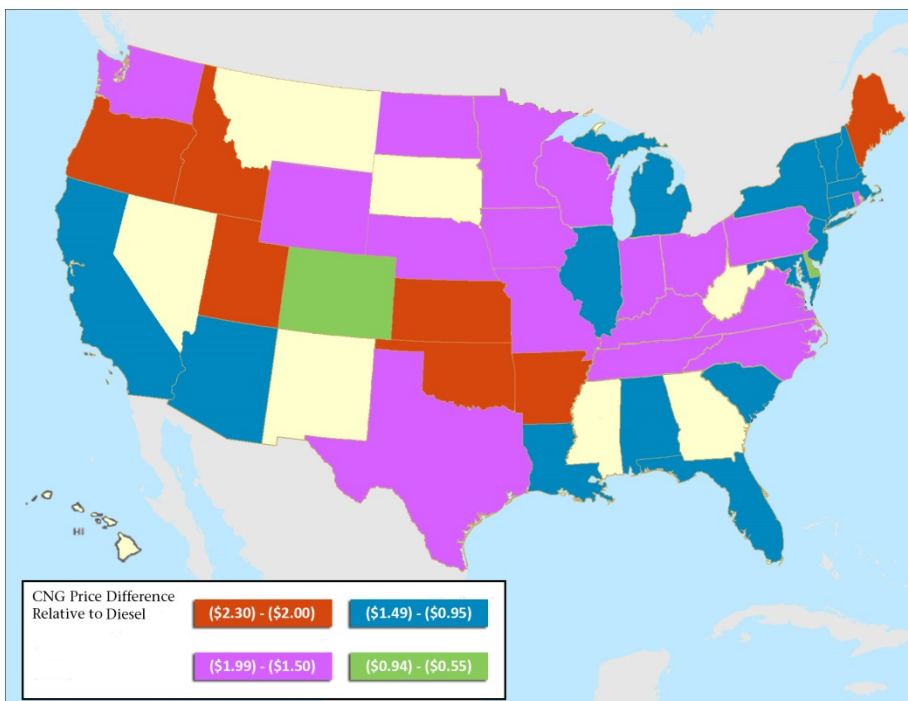 HI
CNG Price Difference
Relative to Diesel
($2.30) - ($2.00)
($1.49) - ($0.95)
($1.99) - ($1.50)
($0.94) - ($0.55)